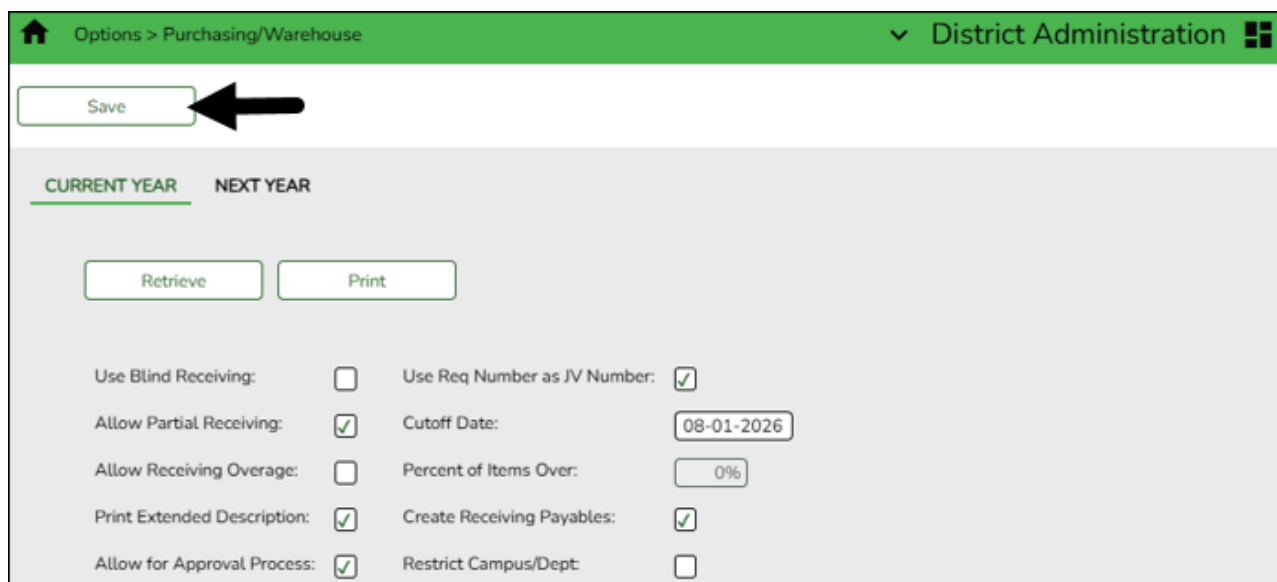 Options > Purchasing/Warehouse District Administration
Save
CURRENT YEAR NEXT YEAR
Retrieve Print
Use Blind Receiving: Use Req Number as JV Number:
Allow Partial Receiving: Cutoff Date: 08-01-2026
Allow Receiving Overage: Percent of Items Over: 0%
Print Extended Description: Create Receiving Payables:
Allow for Approval Process: Restrict Campus/Dept: